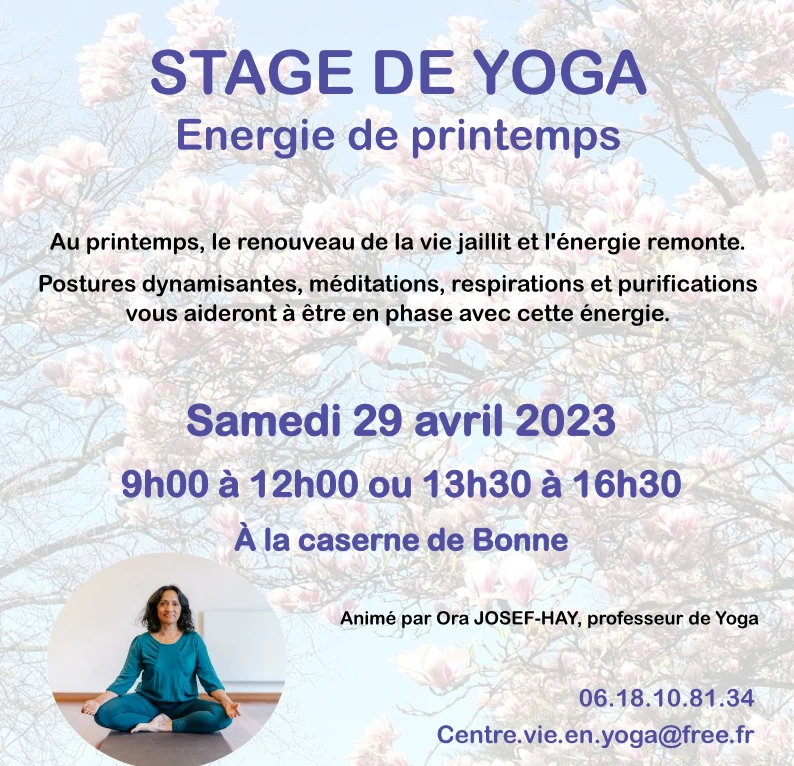 STAGE DE YOGA
Energie de printemps
Au printemps, le renouveau de la vie jaillit et l'énergie remonte.
Postures dynamisantes, méditations, respirations et purifications
vous aideront à être en phase avec cette énergie.
Samedi 29 avril 2023
9h00 à 12h00 ou 13h30 à 16h30
À la caserne de Bonne
Animé par Ora JOSEF-HAY, professeur de Yoga
06.18.10.81.34
Centre.vie.en.yoga@free.fr